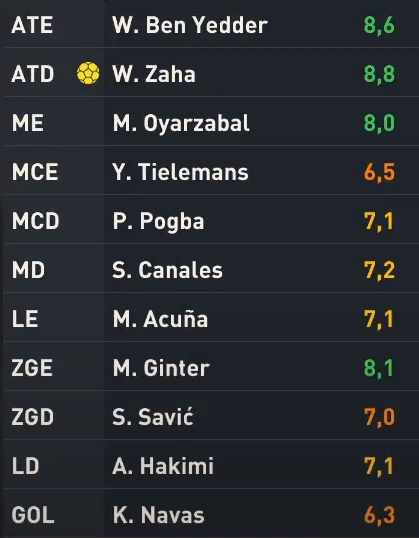 ATE W. Ben Yedder 8,6
ATD W. Zaha 8,8
ME M. Oyarzabal 8,0
MCE Y. Tielemans 6,5
MCD P. Pogba 7,1
MD S. Canales 7,2
LE M. Acuña 7,1
ZGE M. Ginter 8,1
ZGD S. Savić 7,0
LD A. Hakimi 7,1
GOL K. Navas 6,3